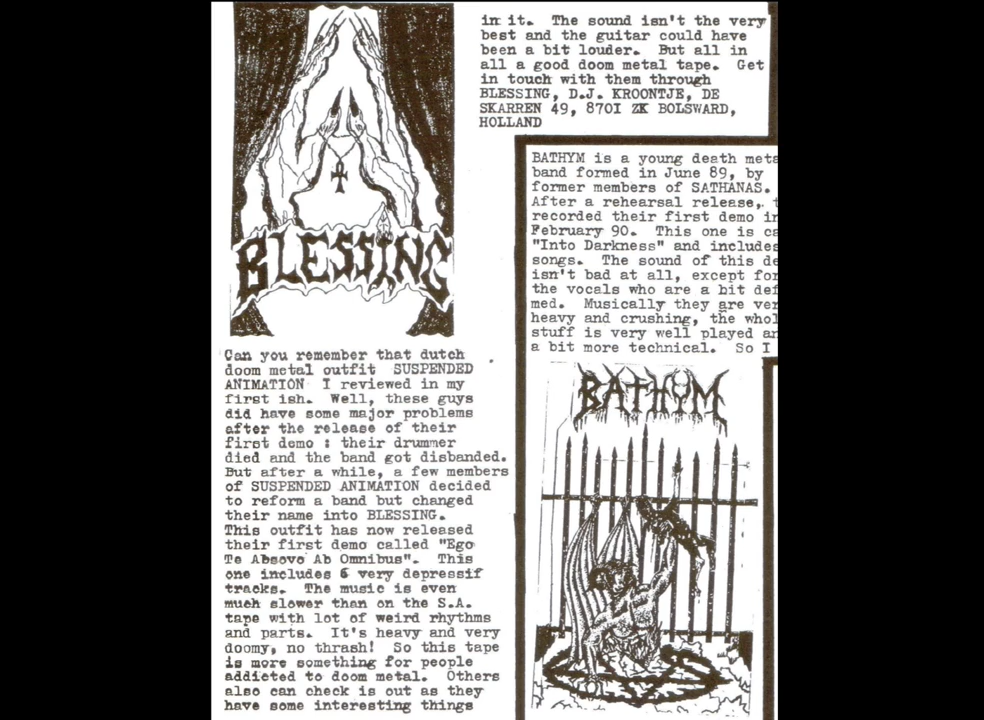 BLESSING
Can you remember that dutch
doom metal outfit SUSPENDED
ANIMATION I reviewed in my
first ish. Well, these guys
did have some major problems
after the release of their
first demo : their drummer
died and the band got disbanded.
But after a while, a few members
of SUSPENDED ANIMATION decided
to reform a band but changed
their name into BLESSING.
This outfit has now released
their first demo called "Ego
Te Absovo Ab Omnibus". This
one includes 6 very depressif
tracks. The music is even
much slower than on the S.A.
tape with lot of weird rhythms
and parts. It's heavy and very
doomy, no thrash! So this tape
is more something for people
addicted to doom metal. Others
also can check is out as they
have some interesting things
in it. The sound isn't the very
best and the guitar could have
been a bit louder. But all in
all a good doom metal tape. Get
in touch with them through
BLESSING, D.J. KROONTJE, DE
SKARREN 49, 8701 ZK BOLSWARD,
HOLLAND
BATHYM is a young death meta
band formed in June 89, by
former members of SATHANAS.
After a rehearsal release, t
recorded their first demo in
February 90. This one is ca
"Into Darkness" and includes
songs. The sound of this de
isn't bad at all, except for
the vocals who are a bit def
med. Musically they are ver
heavy and crushing, the whol
stuff is very well played an
a bit more technical. So I
BATHYM